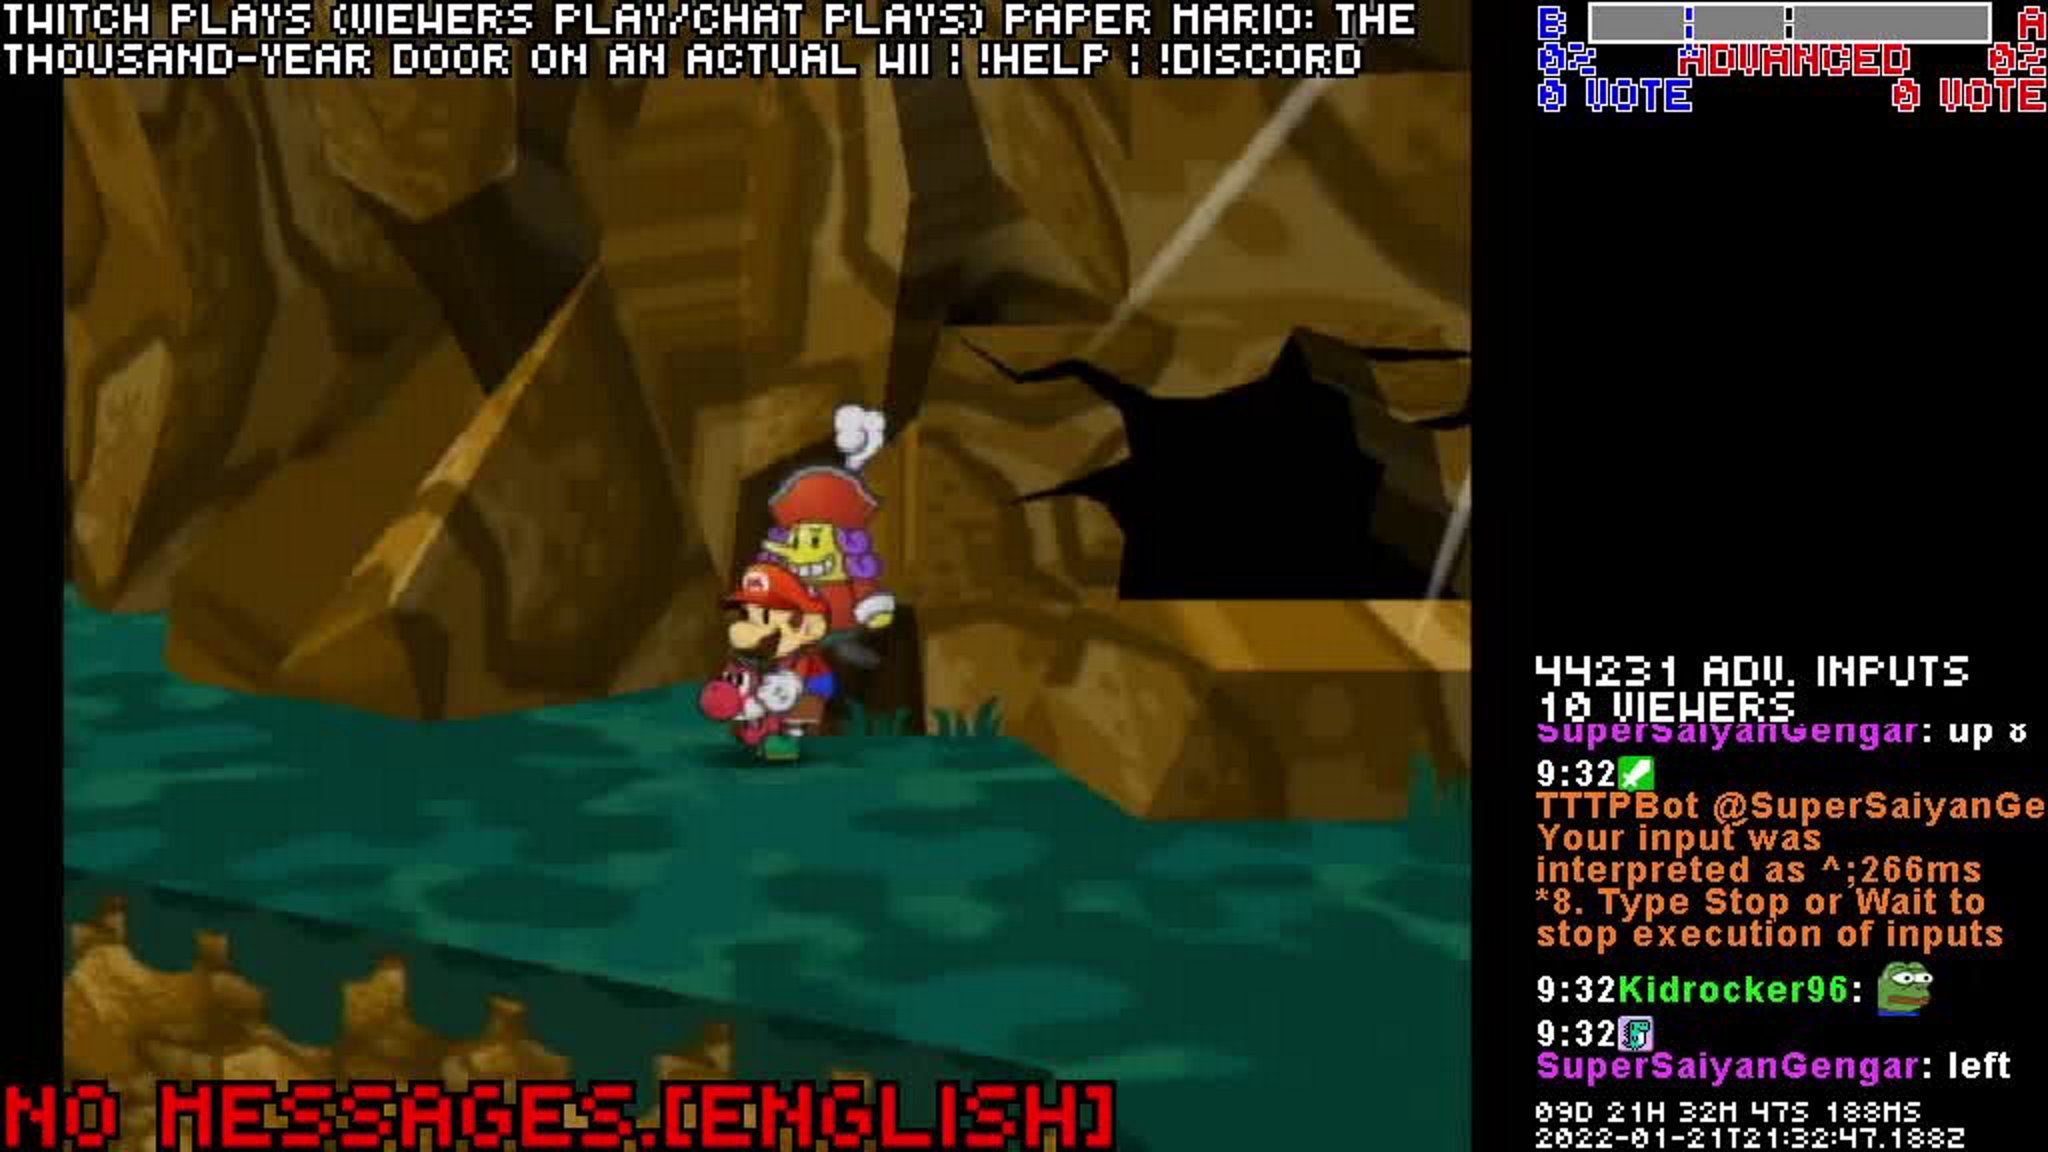 TWITCH PLAYS (VIEWERS PLAY/CHAT PLAYS) PAPER MARIO: THE
THOUSAND-YEAR DOOR ON AN ACTUAL WII | !HELP | !DISCORD
B A
0% ADVANCED 0%
0 VOTE 0 VOTE
M
44231 ADV. INPUTS
10 VIEWERS
SuperSaiyanGengar: up 8
9:32
TTTPBot @SuperSaiyanGe
Your input was
interpreted as ^;266ms
*8. Type Stop or Wait to
stop execution of inputs
9:32Kidrocker96:
9:32
SuperSaiyanGengar: left
09D 21H 32M 47S 188MS
2022-01-21T21:32:47.188Z
NO MESSAGES.[ENGLISH]